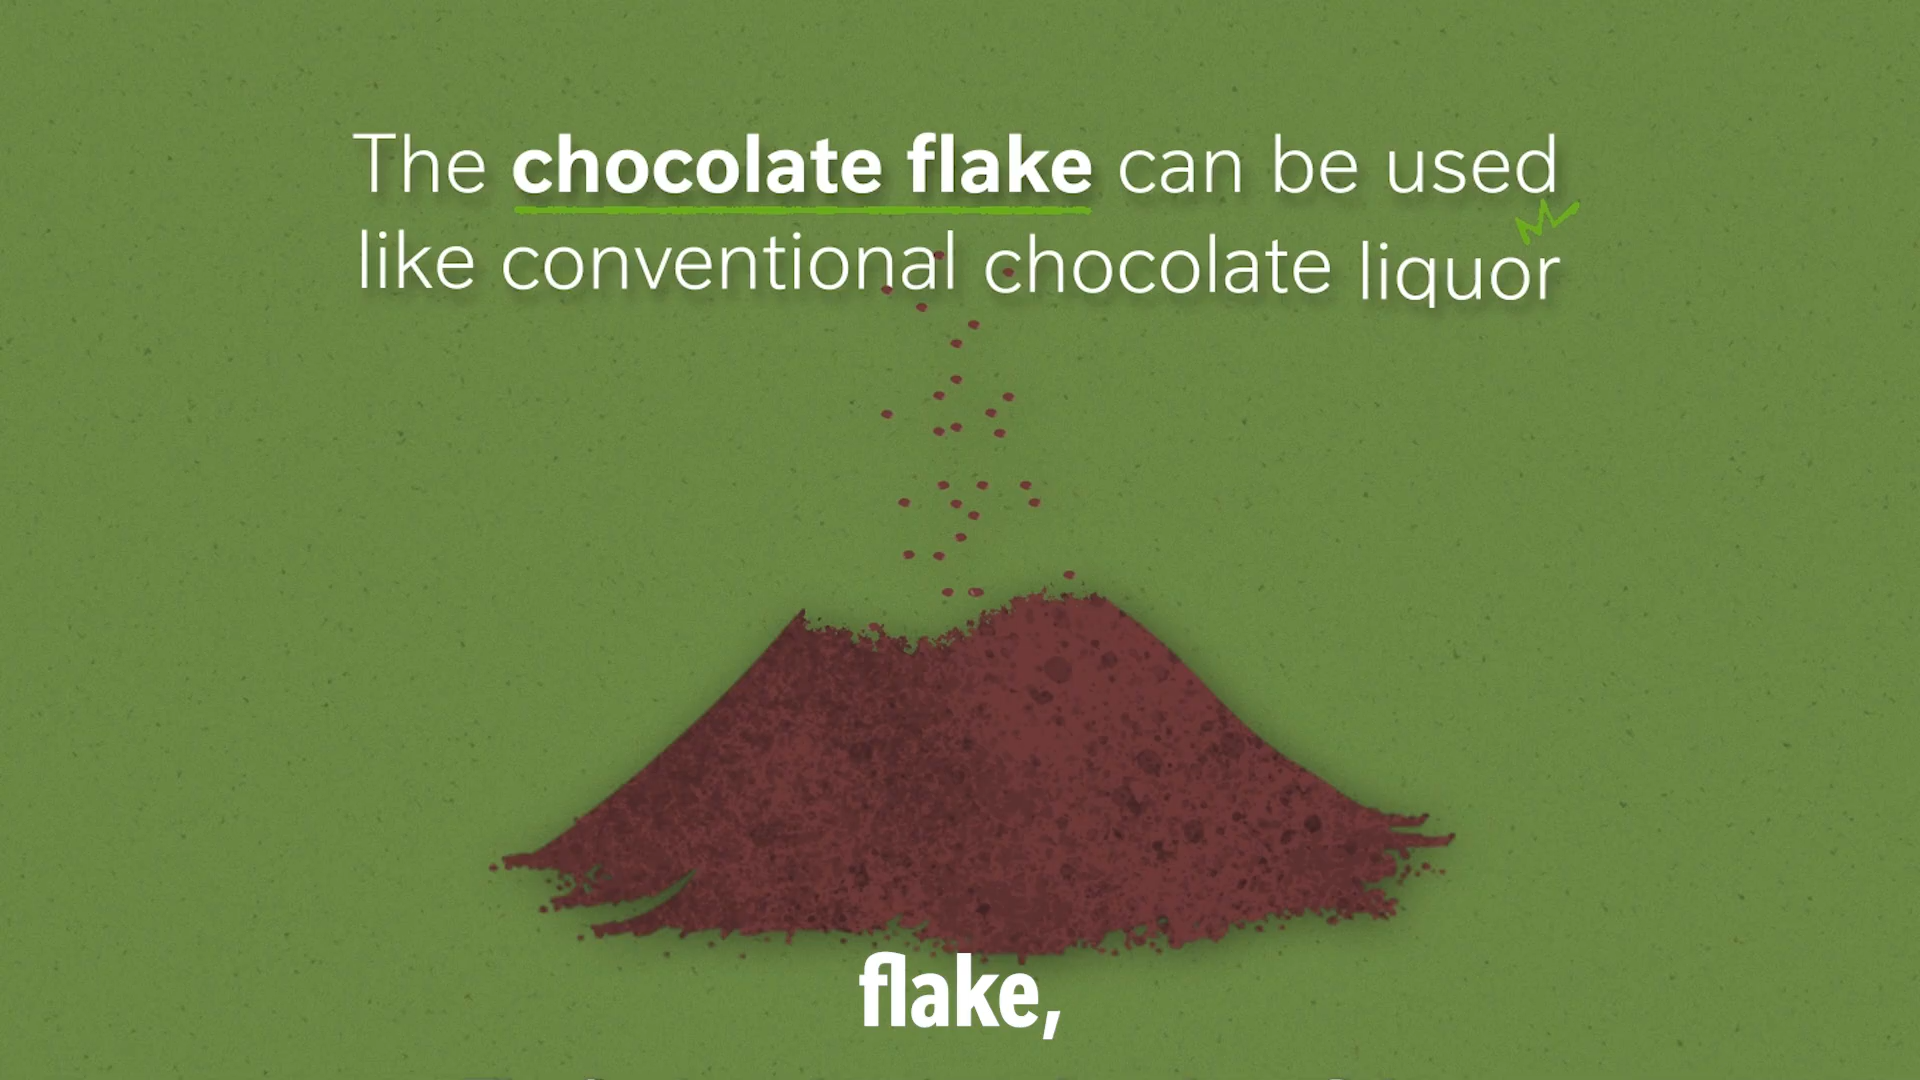 The chocolate flake can be used
like conventional chocolate liquor
flake,